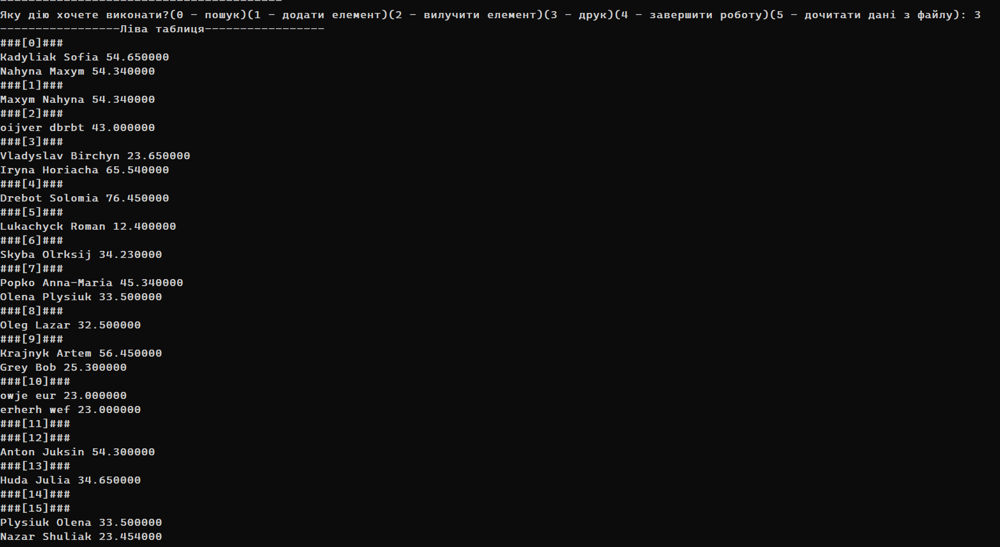 ----------------------------------------
Яку дію хочете виконати?(0 - пошук)(1 - додати елемент)(2 - вилучити елемент)(3 - друк)(4 - завершити роботу)(5 - дочитати дані з файлу): 3
-----------------Ліва таблиця-----------------
###[0]###
Kadyliak Sofia 54.650000
Nahyna Maxym 54.340000
###[1]###
Maxym Nahyna 54.340000
###[2]###
oijver dbrbt 43.000000
###[3]###
Vladyslav Birchyn 23.650000
Iryna Horiacha 65.540000
###[4]###
Drebot Solomia 76.450000
###[5]###
Lukachyck Roman 12.400000
###[6]###
Skyba Olrksij 34.230000
###[7]###
Popko Anna-Maria 45.340000
Olena Plysiuk 33.500000
###[8]###
Oleg Lazar 32.500000
###[9]###
Krajnyk Artem 56.450000
Grey Bob 25.300000
###[10]###
owje eur 23.000000
erherh wef 23.000000
###[11]###
###[12]###
Anton Juksin 54.300000
###[13]###
Huda Julia 34.650000
###[14]###
###[15]###
Plysiuk Olena 33.500000
Nazar Shuliak 23.454000